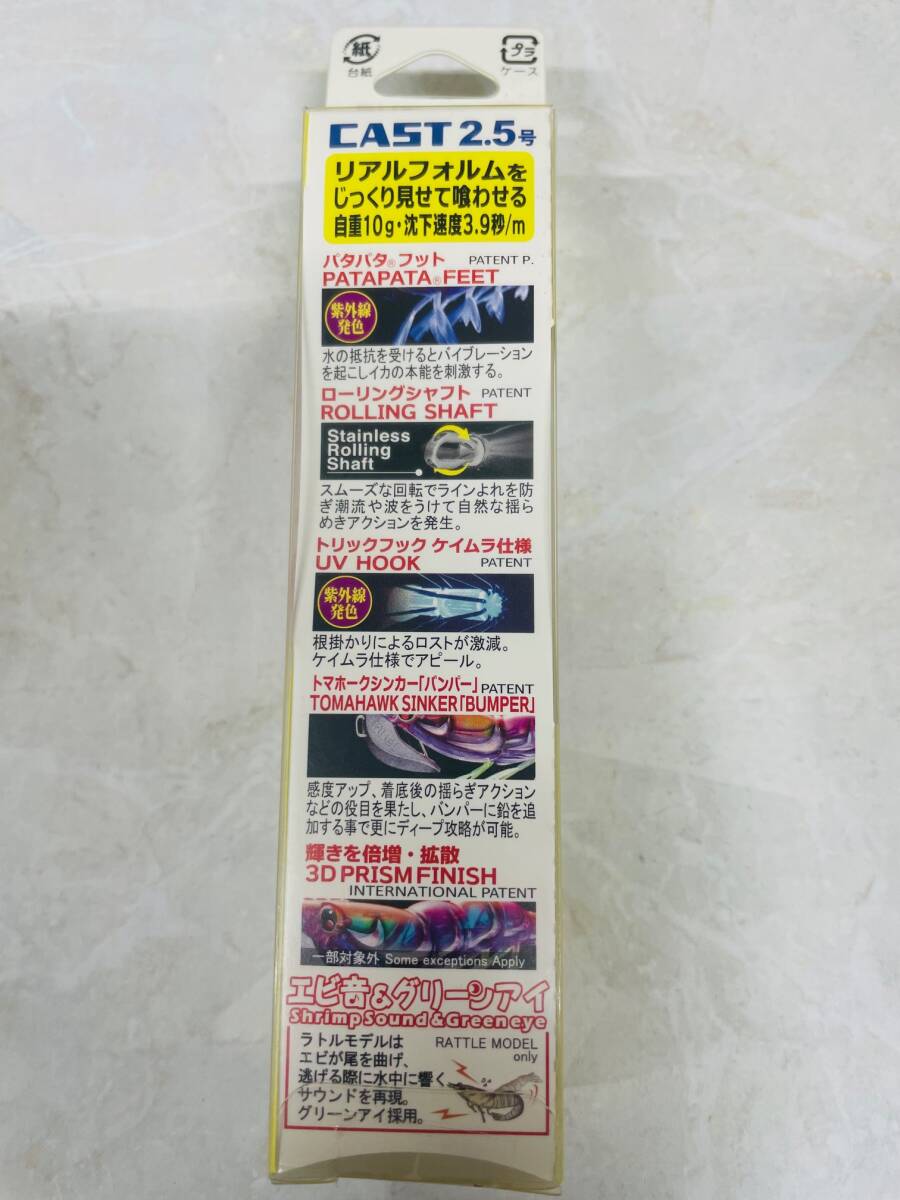 紙
台紙
プラ
ケース
CAST 2.5号
リアルフォルムを
じっくり見せて喰わせる
自重10g・沈下速度3.9秒/m
パタパタ®フット PATENT P.
PATAPATA®FEET
紫外線
発色
水の抵抗を受けるとバイブレーション
を起こしイカの本能を刺激する。
ローリングシャフト PATENT
ROLLING SHAFT
Stainless
Rolling
Shaft
スムーズな回転でラインよれを防
ぎ潮流や波をうけて自然な揺ら
めきアクションを発生。
トリックフック ケイムラ仕様
UV HOOK PATENT
紫外線
発色
根掛かりによるロストが激減。
ケイムラ仕様でアピール。
トマホークシンカー「バンパー」 PATENT
TOMAHAWK SINKER「BUMPER」
感度アップ、着底後の揺らぎアクション
などの役目を果たし、バンパーに鉛を追
加する事で更にディープ攻略が可能。
輝きを倍増・拡散
3D PRISM FINISH
INTERNATIONAL PATENT
一部対象外 Some exceptions Apply
エビ音&グリーンアイ
Shrimp Sound & Green eye
ラトルモデルは RATTLE MODEL
エビが尾を曲げ、 only
逃げる際に水中に響く
サウンドを再現。
グリーンアイ採用。